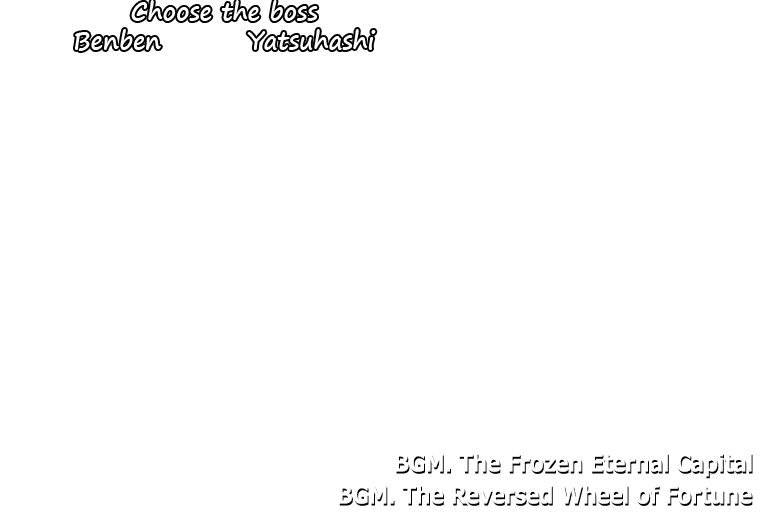 Choose the boss
Benben Yatsuhashi
BGM. The Frozen Eternal Capital
BGM. The Reversed Wheel of Fortune